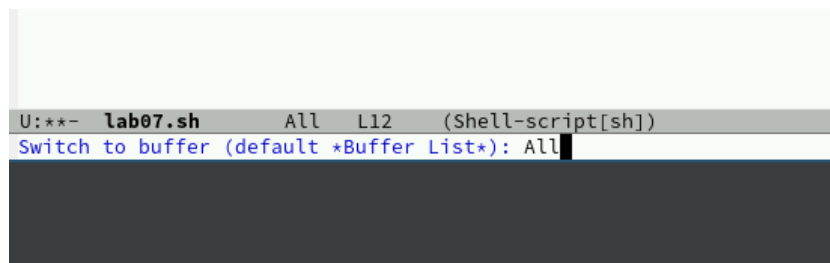 U:**-  lab07.sh       All   L12    (Shell-script[sh])
Switch to buffer (default *Buffer List*): All